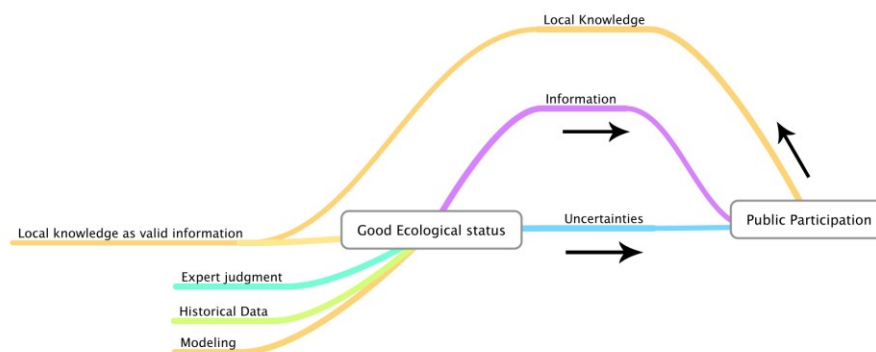 Local Knowledge
Information
Uncertainties
Good Ecological status
Public Participation
Local knowledge as valid information
Expert judgment
Historical Data
Modeling